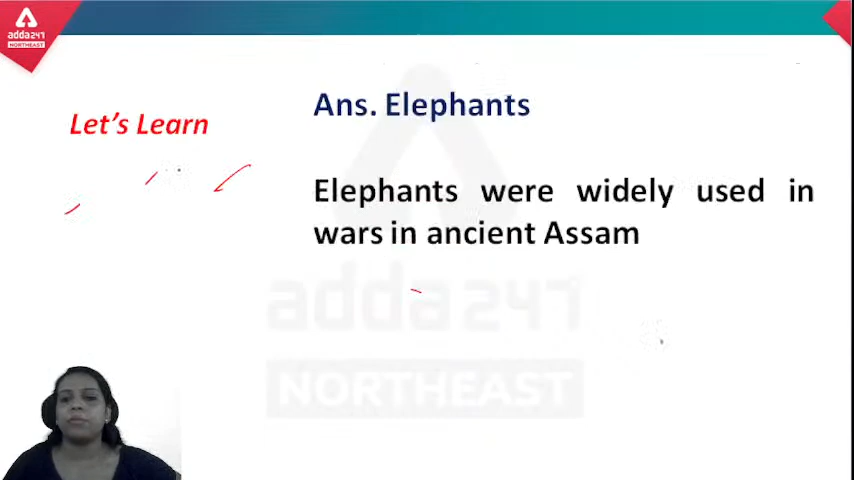 adda247
NORTHEAST
Let's Learn
Ans. Elephants
Elephants were widely used in
wars in ancient Assam
adda247
NORTHEAST